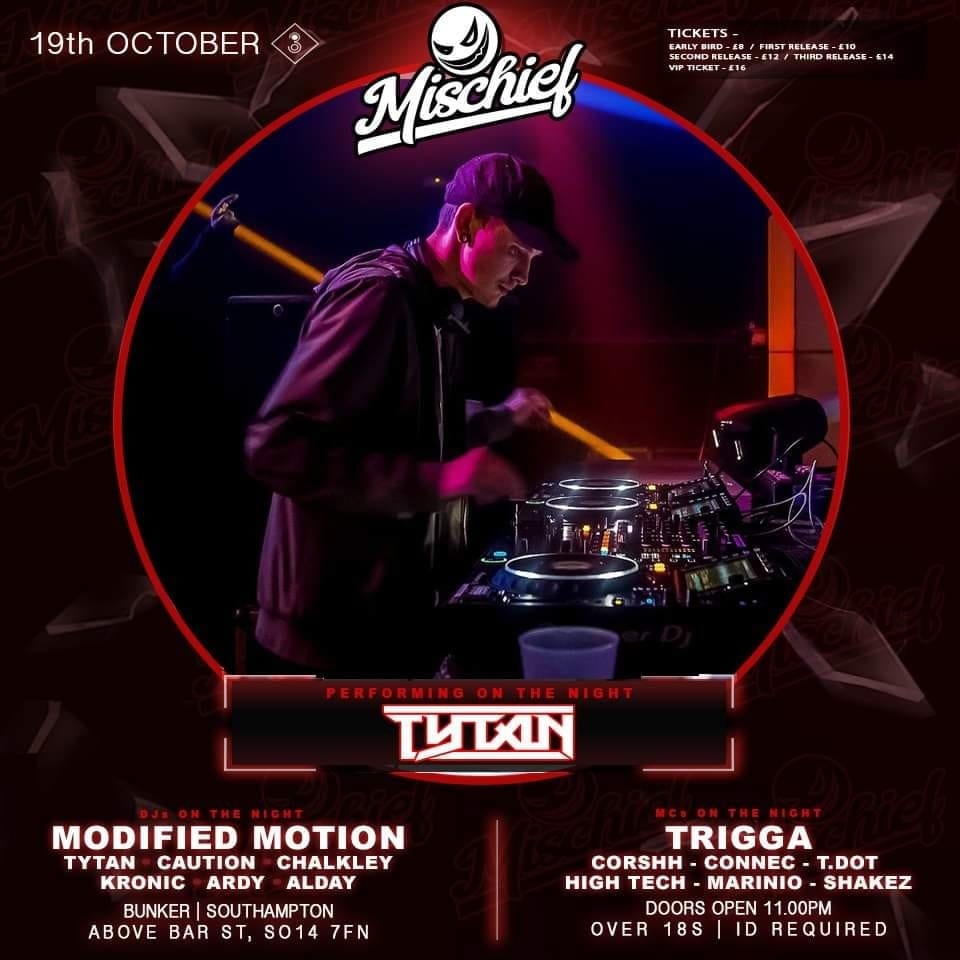 19th OCTOBER
Mischief
TICKETS -
EARLY BIRD - £8 / FIRST RELEASE - £10
SECOND RELEASE - £12 / THIRD RELEASE - £14
VIP TICKET - £16
PERFORMING ON THE NIGHT
TYTAN
DJs ON THE NIGHT
MODIFIED MOTION
TYTAN • CAUTION • CHALKLEY
KRONIC • ARDY • ALDAY
BUNKER | SOUTHAMPTON
ABOVE BAR ST, SO14 7FN
MCs ON THE NIGHT
TRIGGA
CORSHH - CONNEC - T.DOT
HIGH TECH - MARINIO - SHAKEZ
DOORS OPEN 11.00PM
OVER 18S | ID REQUIRED